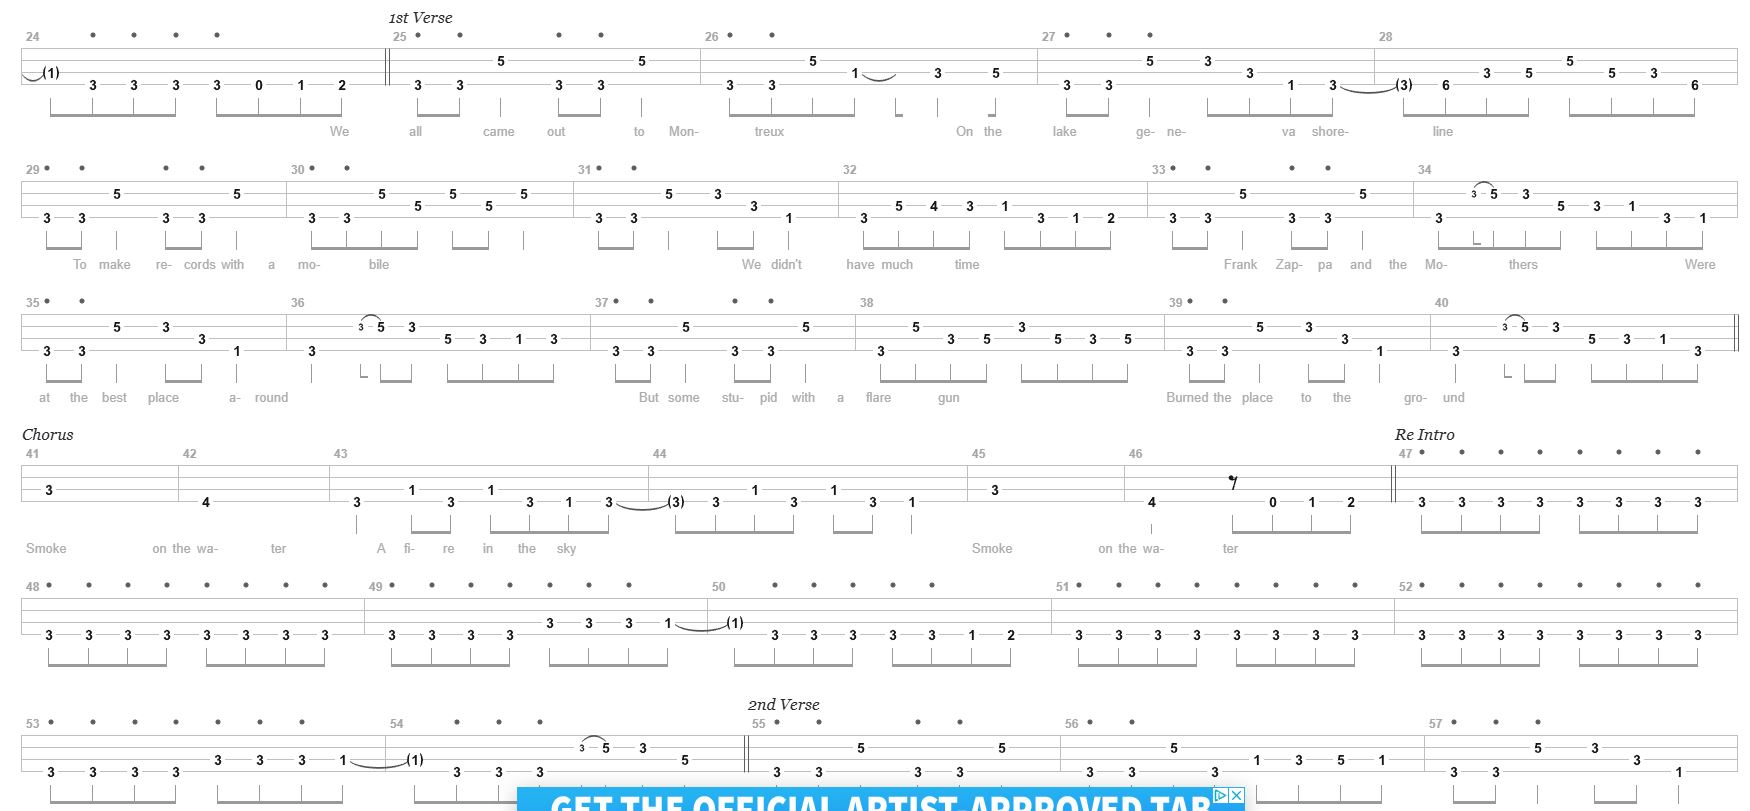 1st Verse
24 25 26 27 28
5 5 5 5 3 5
(1) 1 3 5 3 3 5 5 3
3 3 3 3 0 1 2 3 3 3 3 3 3 3 3 1 3 (3) 6 6
We all came out to Mon- treux On the lake ge- ne- va shore- line
29 30 31 32 33 34
5 5 5 5 5 5 3 5 5 3 5 3
5 5 3 5 4 3 1 5 3 1
3 3 3 3 3 3 3 3 1 3 3 1 2 3 3 3 3 3 3 1
To make re- cords with a mo- bile We didn't have much time Frank Zap- pa and the Mo- thers Were
35 36 37 38 39 40
5 3 3 5 3 5 5 5 3 5 3 3 5 3
3 5 3 1 3 3 5 5 3 5 3 5 3 1
3 3 1 3 3 3 3 3 3 3 3 1 3 3
at the best place a- round But some stu- pid with a flare gun Burned the place to the gro- und
Chorus Re Intro
41 42 43 44 45 46 47
3 1 1 1 1 3
4 3 3 3 1 3 (3) 3 3 3 1 4 0 1 2 3 3 3 3 3 3 3 3
Smoke on the wa- ter A fi- re in the sky Smoke on the wa- ter
48 49 50 51 52
3 3 3 1 (1)
3 3 3 3 3 3 3 3 3 3 3 3 3 3 3 3 3 1 2 3 3 3 3 3 3 3 3 3 3 3 3 3 3 3 3
2nd Verse
53 54 55 56 57
3 5 3 5 5 5 5 3
3 3 3 1 (1) 5 1 3 5 1 3
3 3 3 3 3 3 3 3 3 3 3 3 3 3 3 3 1
GET THE OFFICIAL ARTIST-APPROVED TAB